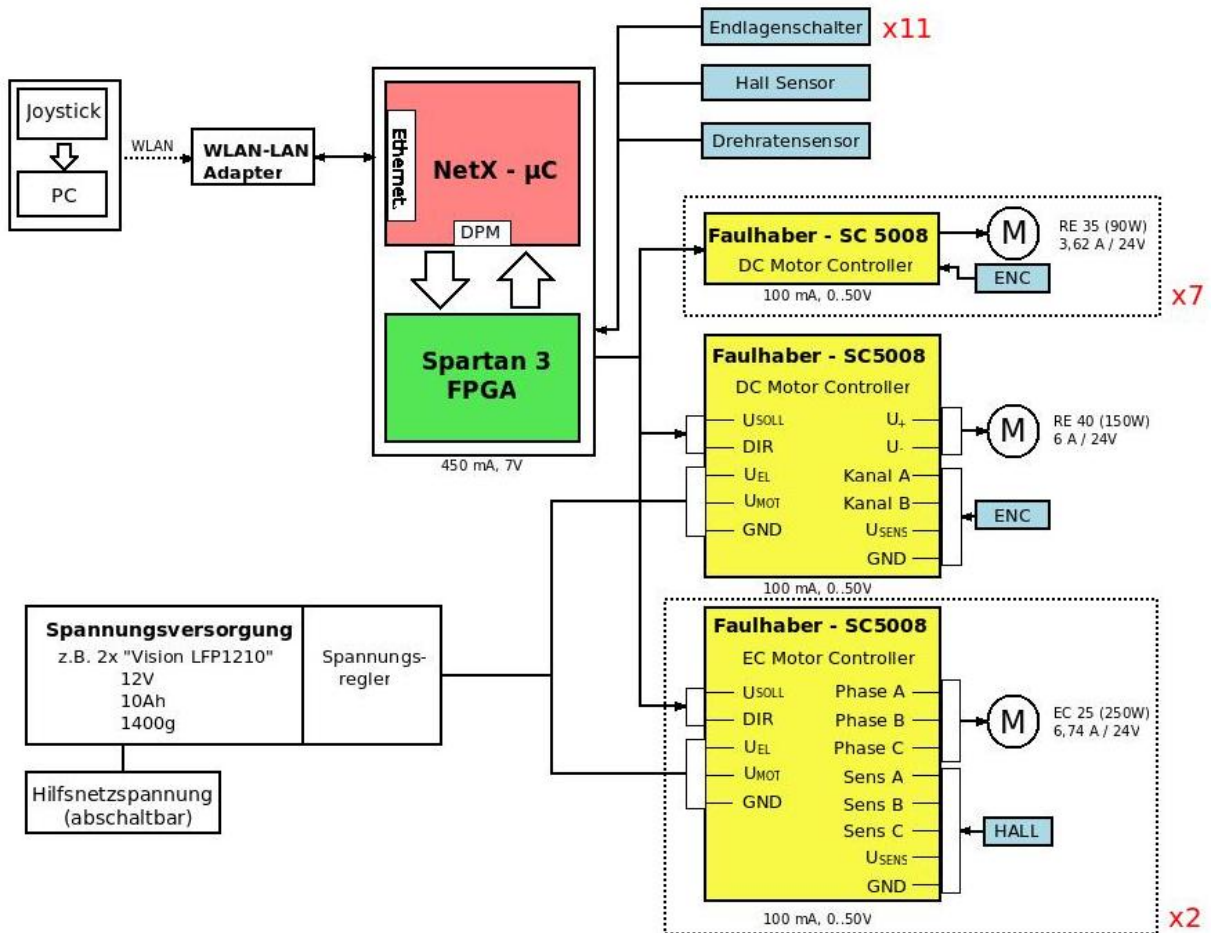 Endlagenschalter
x11
Hall Sensor
Drehratensensor
Joystick
PC
WLAN
WLAN-LAN
Adapter
Ethernet.
NetX - µC
DPM
Spartan 3
FPGA
450 mA, 7V
Faulhaber - SC 5008
DC Motor Controller
100 mA, 0..50V
M
RE 35 (90W)
3,62 A / 24V
ENC
x7
Faulhaber - SC5008
DC Motor Controller
USOLL
DIR
UEL
UMOT
GND
U+
U-
Kanal A
Kanal B
USENS
GND
100 mA, 0..50V
M
RE 40 (150W)
6 A / 24V
ENC
Spannungsversorgung
z.B. 2x "Vision LFP1210"
12V
10Ah
1400g
Spannungs-
regler
Hilfsnetzspannung
(abschaltbar)
Faulhaber - SC5008
EC Motor Controller
USOLL
DIR
UEL
UMOT
GND
Phase A
Phase B
Phase C
Sens A
Sens B
Sens C
USENS
GND
100 mA, 0..50V
M
EC 25 (250W)
6,74 A / 24V
HALL
x2